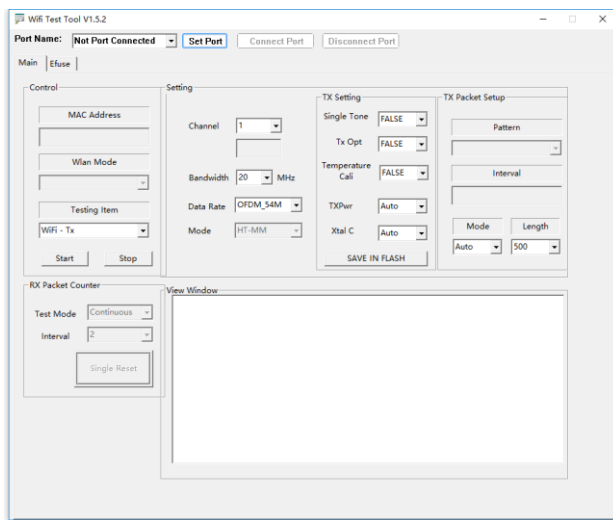 Wifi Test Tool V1.5.2
Port Name: Not Port Connected Set Port Connect Port Disconnect Port
Main Efuse
Control
MAC Address
Wlan Mode
Testing Item
WiFi - Tx
Start Stop
Setting
Channel 1
Bandwidth 20 MHz
Data Rate OFDM_54M
Mode HT-MM
TX Setting
Single Tone FALSE
Tx Opt FALSE
Temperature
Cali FALSE
TXPwr Auto
Xtal C Auto
SAVE IN FLASH
TX Packet Setup
Pattern
Interval
Mode Length
Auto 500
RX Packet Counter
Test Mode Continuous
Interval 2
Single Reset
View Window